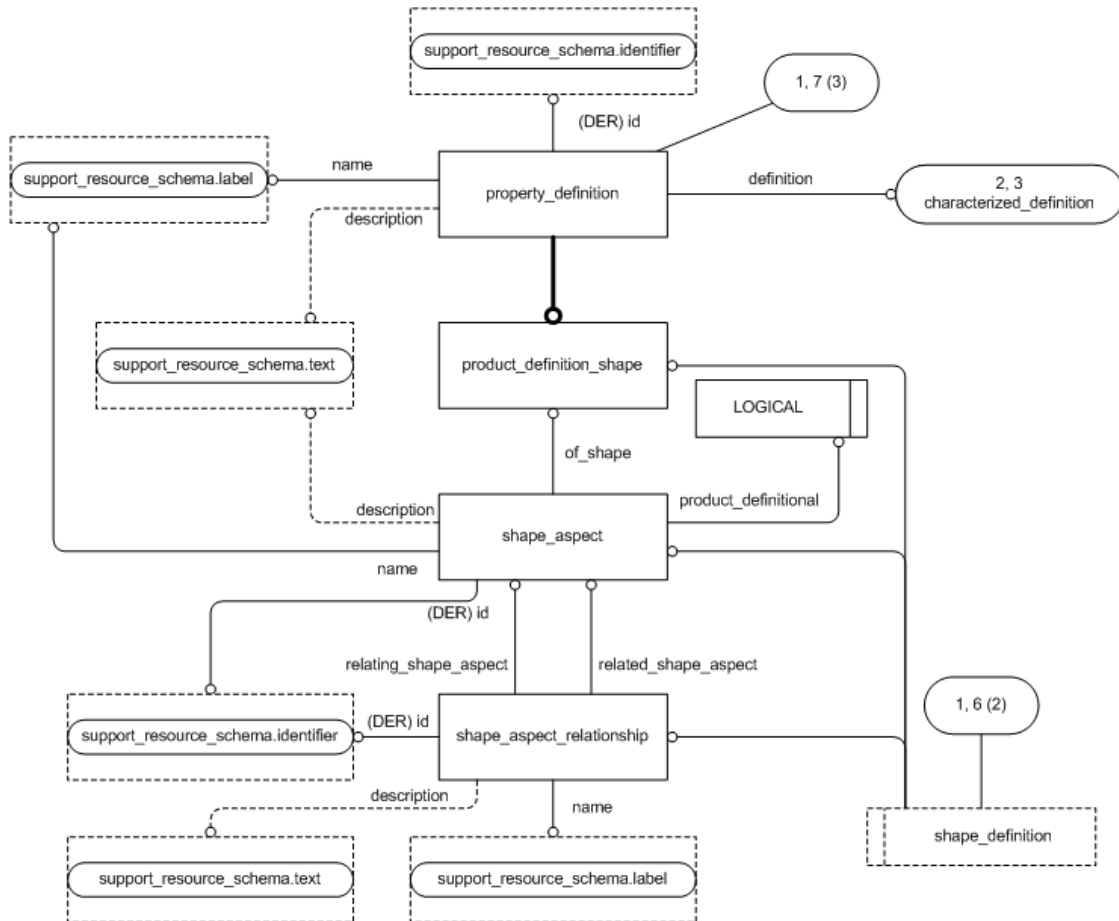 support_resource_schema.identifier
1, 7 (3)
(DER) id
name
support_resource_schema.label
property_definition
definition
2, 3
characterized_definition
description
support_resource_schema.text
product_definition_shape
LOGICAL
of_shape
product_definitional
description
shape_aspect
name
(DER) id
relating_shape_aspect
related_shape_aspect
1, 6 (2)
support_resource_schema.identifier
(DER) id
shape_aspect_relationship
description
name
shape_definition
support_resource_schema.text
support_resource_schema.label